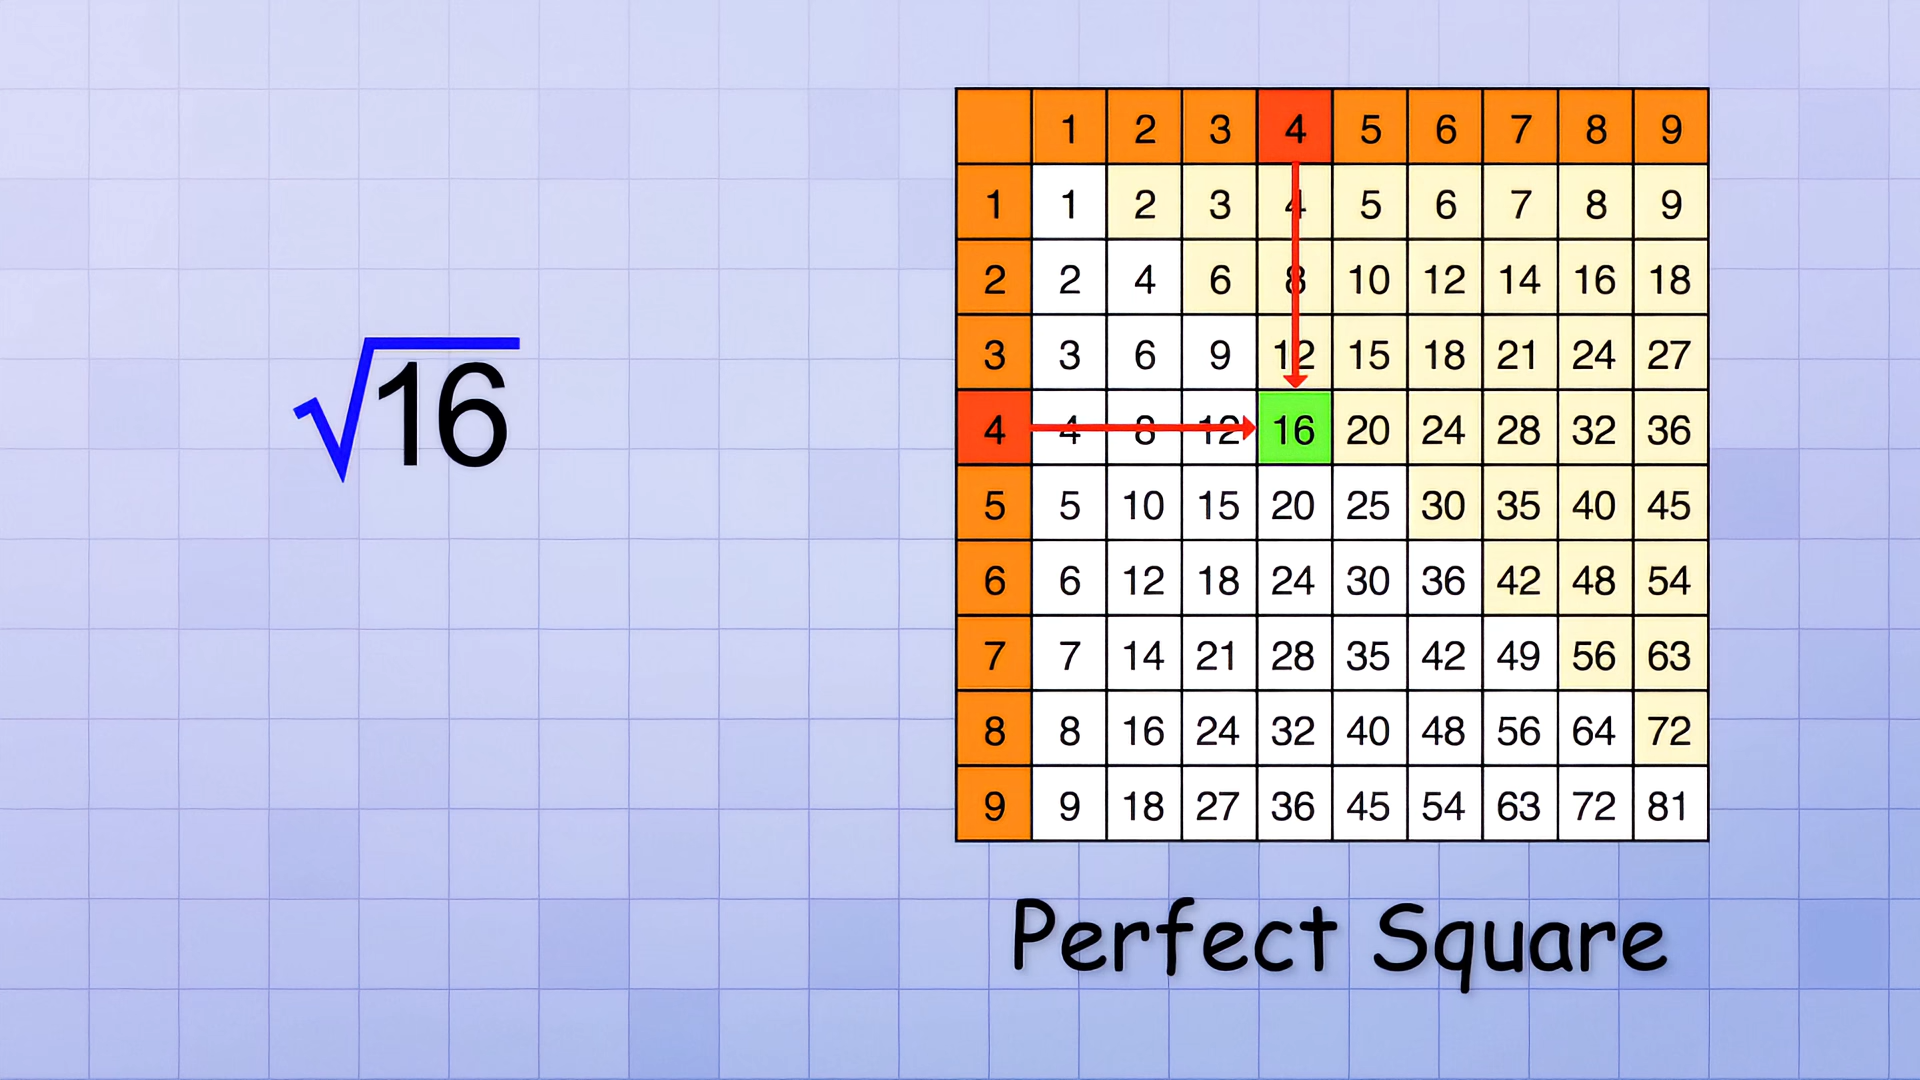 √16
1 2 3 4 5 6 7 8 9
1 1 2 3 4 5 6 7 8 9
2 2 4 6 8 10 12 14 16 18
3 3 6 9 12 15 18 21 24 27
4 4 8 12 16 20 24 28 32 36
5 5 10 15 20 25 30 35 40 45
6 6 12 18 24 30 36 42 48 54
7 7 14 21 28 35 42 49 56 63
8 8 16 24 32 40 48 56 64 72
9 9 18 27 36 45 54 63 72 81
Perfect Square